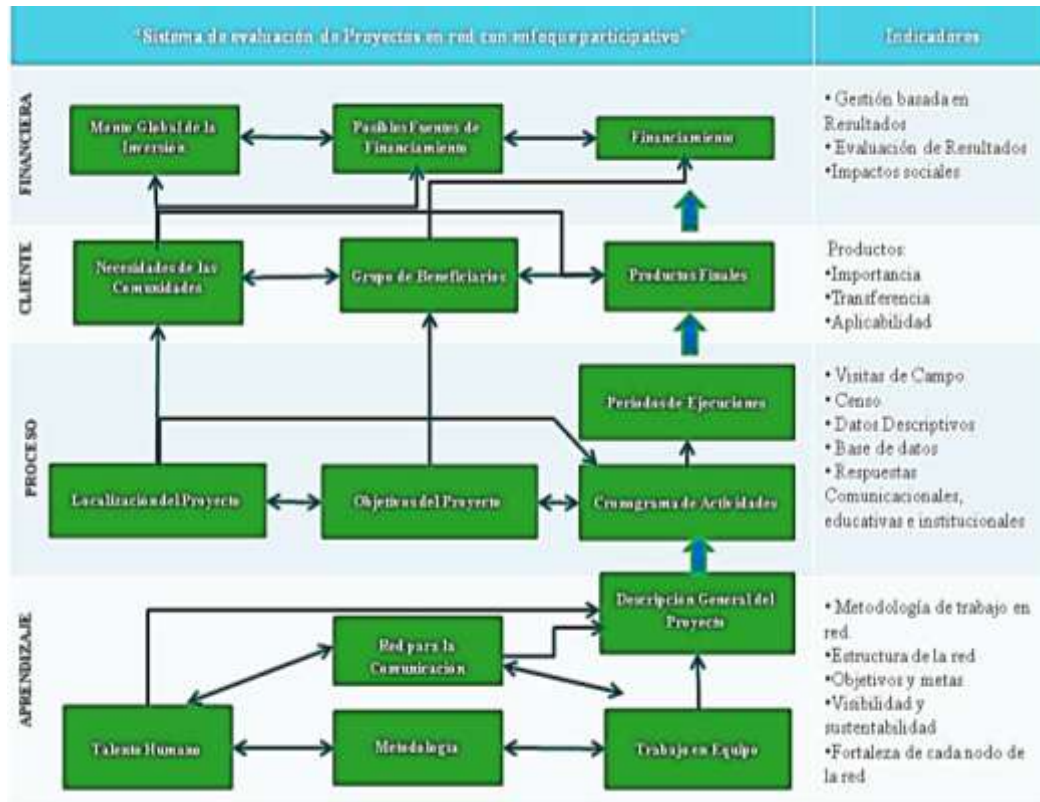 "Sistema de evaluación de Proyectos en red con enfoque participativo"
Indicadores
FINANCIERA
Monto Global de la
Inversión
Posibles Fuentes de
Financiamiento
Financiamiento
• Gestión basada en
Resultados
• Evaluación de Resultados
•Impactos sociales
CLIENTE
Necesidades de las
Comunidades
Grupo de Beneficiarios
Productos Finales
Productos:
•Importancia
•Transferencia
•Aplicabilidad
PROCESO
Periodos de Ejecuciones
Localización del Proyecto
Objetivos del Proyecto
Cronograma de Actividades
• Visitas de Campo
• Censo
• Datos Descriptivos
• Base de datos
• Respuestas
Comunicacionales,
educativas e institucionales
APRENDIZAJE
Descripción General del
Proyecto
Red para la
Comunicación
Talento Humano
Metodología
Trabajo en Equipo
• Metodología de trabajo en
red.
•Estructura de la red
•Objetivos y metas
•Visibilidad y
sustentabilidad
•Fortaleza de cada nodo de
la red